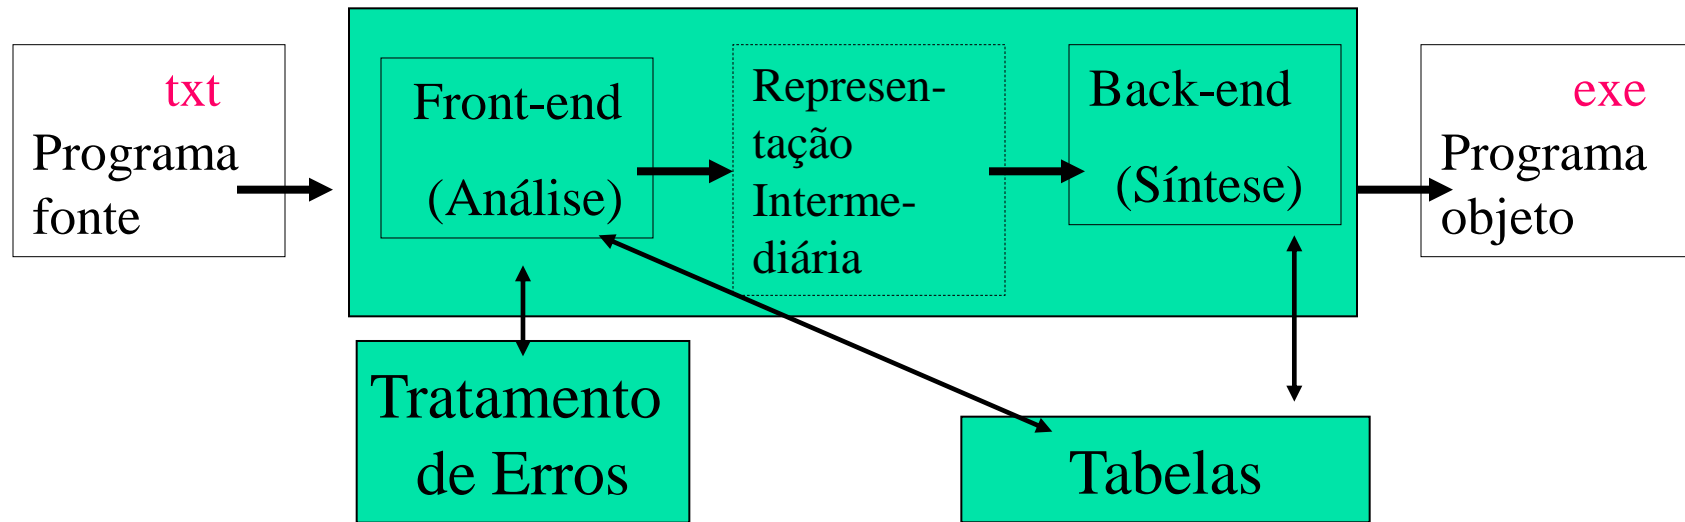 txt
Programa
fonte
Front-end
(Análise)
Represen-
tação
Interme-
diária
Back-end
(Síntese)
exe
Programa
objeto
Tratamento
de Erros
Tabelas